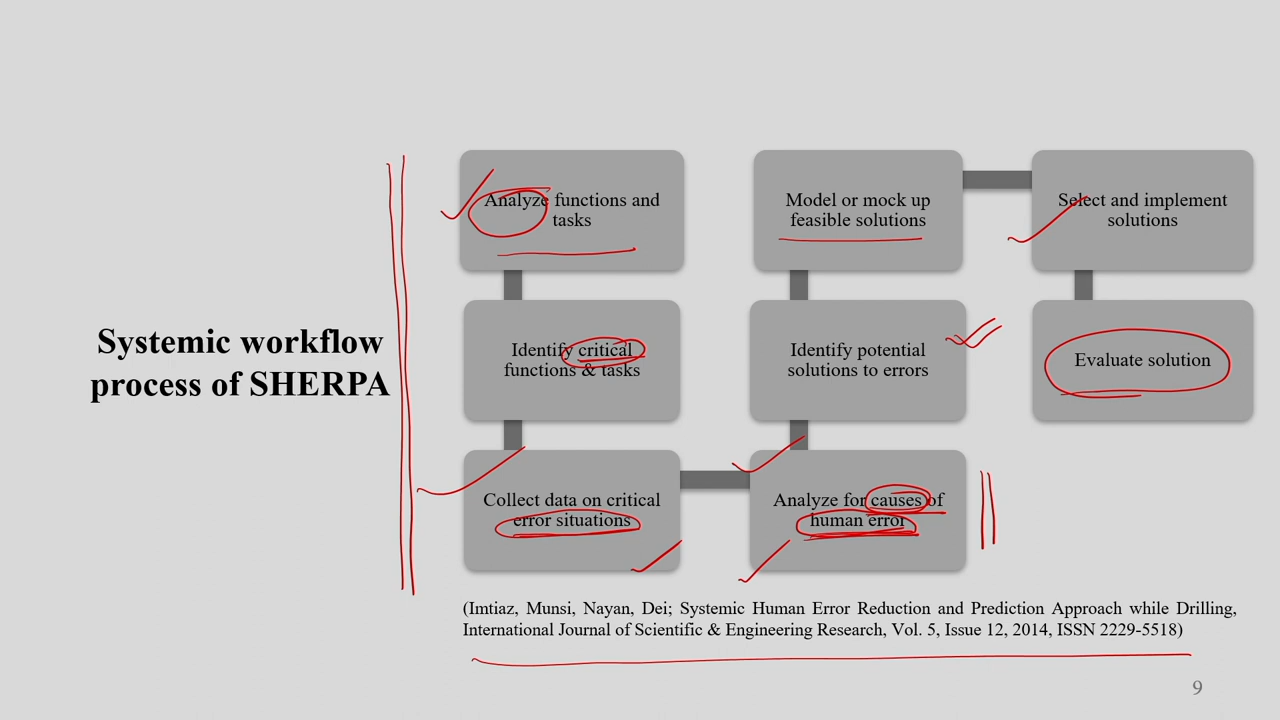 Systemic workflow
process of SHERPA
Analyze functions and
tasks
Identify critical
functions & tasks
Collect data on critical
error situations
Analyze for causes of
human error
Identify potential
solutions to errors
Model or mock up
feasible solutions
Select and implement
solutions
Evaluate solution
(Imtiaz, Munsi, Nayan, Dei; Systemic Human Error Reduction and Prediction Approach while Drilling,
International Journal of Scientific & Engineering Research, Vol. 5, Issue 12, 2014, ISSN 2229-5518)
9